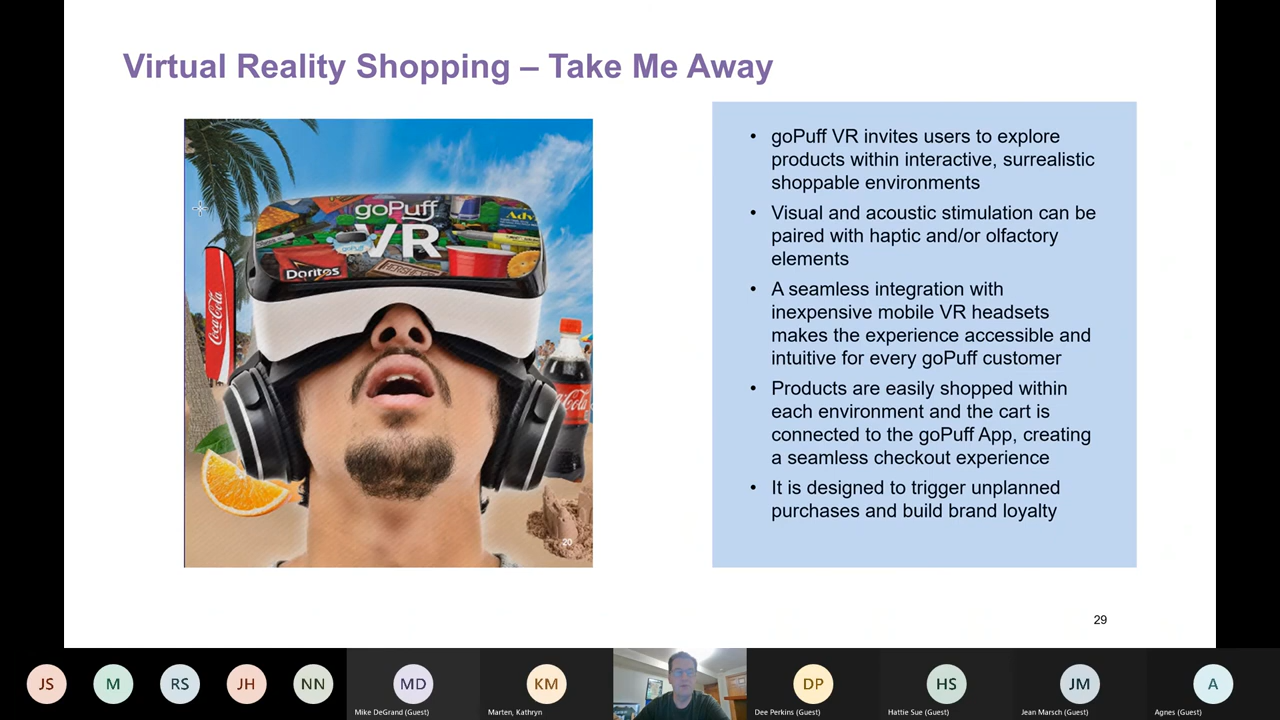 Virtual Reality Shopping – Take Me Away
goPuff
VR
Adv
goPuff
Doritos
Coca-Cola
Coca-Cola
20
• goPuff VR invites users to explore
products within interactive, surrealistic
shoppable environments
• Visual and acoustic stimulation can be
paired with haptic and/or olfactory
elements
• A seamless integration with
inexpensive mobile VR headsets
makes the experience accessible and
intuitive for every goPuff customer
• Products are easily shopped within
each environment and the cart is
connected to the goPuff App, creating
a seamless checkout experience
• It is designed to trigger unplanned
purchases and build brand loyalty
29
JS
M
RS
JH
NN
MD
Mike DeGrand (Guest)
KM
Marten, Kathryn
DP
Dee Perkins (Guest)
HS
Hattie Sue (Guest)
JM
Jean Marsch (Guest)
A
Agnes (Guest)